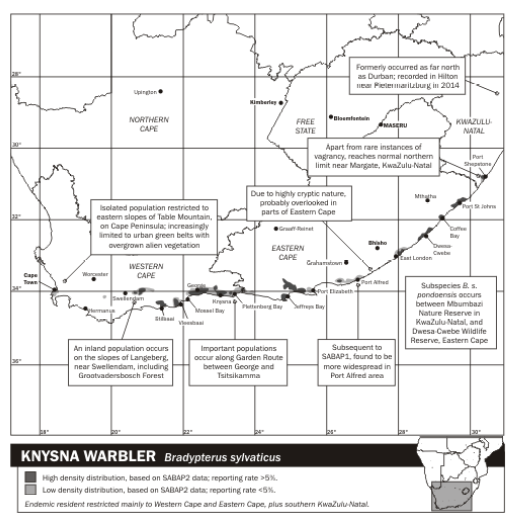 Formerly occurred as far north
as Durban; recorded in Hilton
near Pietermaritzburg in 2014
28°
Upington
Kimberley
Bloemfontein
MASERU
NORTHERN
CAPE
FREE
STATE
KWAZULU-
NATAL
30°
Apart from rare instances of
vagrancy, reaches normal northern
limit near Margate, KwaZulu-Natal
Port
Shepstone
Due to highly cryptic nature,
probably overlooked in
parts of Eastern Cape
Mthatha
Port St Johns
Isolated population restricted to
eastern slopes of Table Mountain,
on Cape Peninsula; increasingly
limited to urban green belts with
overgrown alien vegetation
32°
Graaff-Reinet
Coffee
Bay
EASTERN
CAPE
Bhisho
Dwesa-
Cwebe
Grahamstown
East London
WESTERN
CAPE
Cape
Town
Worcester
Port Alfred
34°
Swellendam
George
Port Elizabeth
Hermanus
Stilbaai
Vleesbaai
Mossel Bay
Knysna
Plettenberg Bay
Jeffreys Bay
Subspecies B. s.
pondoensis occurs
between Mbumbazi
Nature Reserve in
KwaZulu-Natal, and
Dwesa-Cwebe Wildlife
Reserve, Eastern Cape
An inland population occurs
on the slopes of Langeberg,
near Swellendam, including
Grootvadersbosch Forest
Important populations
occur along Garden Route
between George and
Tsitsikamma
Subsequent to
SABAP1, found to be
more widespread in
Port Alfred area
36°
18° 20° 22° 24° 26° 28° 30°
KNYSNA WARBLER Bradypterus sylvaticus
High density distribution, based on SABAP2 data; reporting rate >5%.
Low density distribution, based on SABAP2 data; reporting rate <5%.
Endemic resident restricted mainly to Western Cape and Eastern Cape, plus southern KwaZulu-Natal.